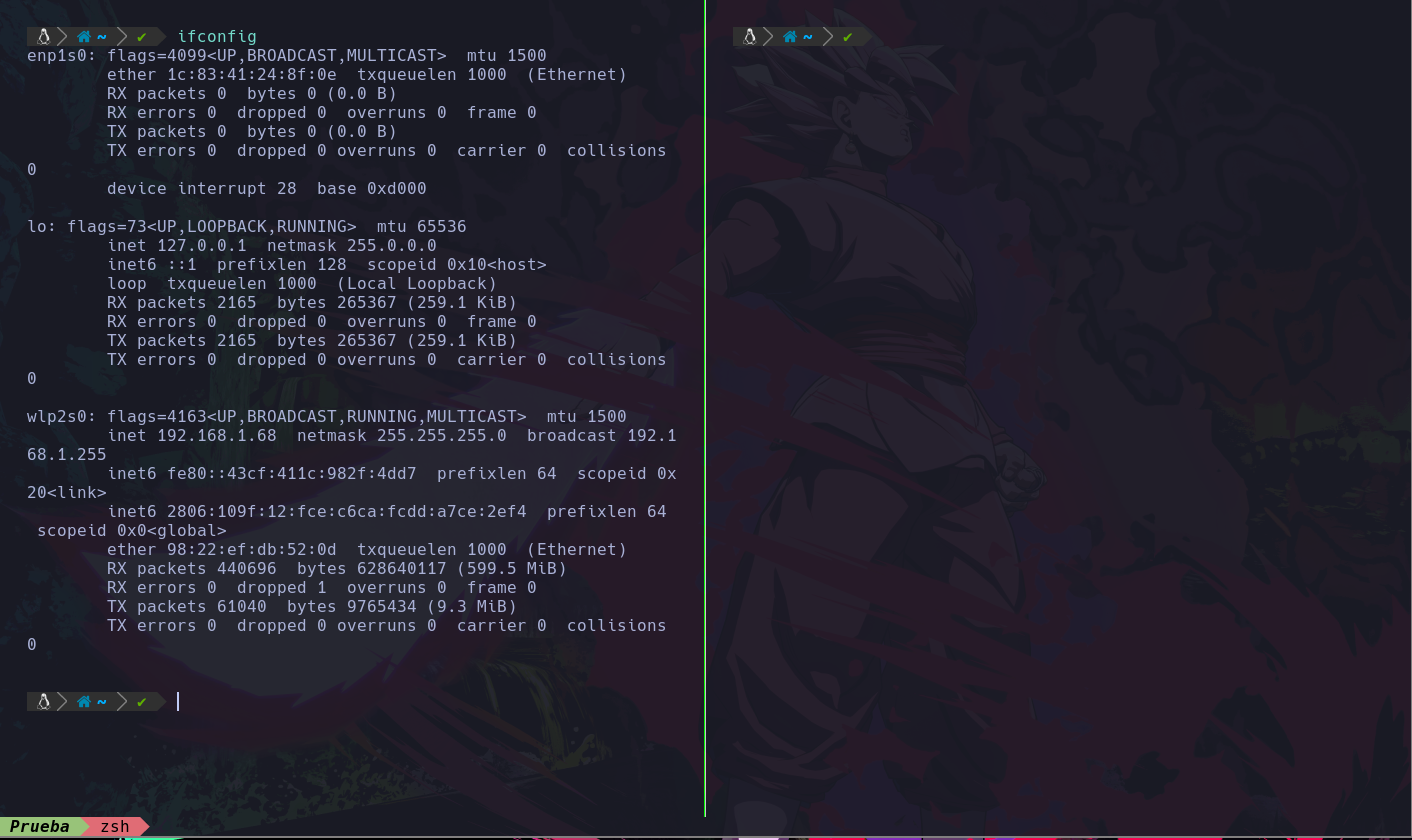 ~ ✔ ifconfig
enp1s0: flags=4099<UP,BROADCAST,MULTICAST>  mtu 1500
        ether 1c:83:41:24:8f:0e  txqueuelen 1000  (Ethernet)
        RX packets 0  bytes 0 (0.0 B)
        RX errors 0  dropped 0  overruns 0  frame 0
        TX packets 0  bytes 0 (0.0 B)
        TX errors 0  dropped 0 overruns 0  carrier 0  collisions
0
        device interrupt 28  base 0xd000

lo: flags=73<UP,LOOPBACK,RUNNING>  mtu 65536
        inet 127.0.0.1  netmask 255.0.0.0
        inet6 ::1  prefixlen 128  scopeid 0x10<host>
        loop  txqueuelen 1000  (Local Loopback)
        RX packets 2165  bytes 265367 (259.1 KiB)
        RX errors 0  dropped 0  overruns 0  frame 0
        TX packets 2165  bytes 265367 (259.1 KiB)
        TX errors 0  dropped 0 overruns 0  carrier 0  collisions
0

wlp2s0: flags=4163<UP,BROADCAST,RUNNING,MULTICAST>  mtu 1500
        inet 192.168.1.68  netmask 255.255.255.0  broadcast 192.1
68.1.255
        inet6 fe80::43cf:411c:982f:4dd7  prefixlen 64  scopeid 0x
20<link>
        inet6 2806:109f:12:fce:c6ca:fcdd:a7ce:2ef4  prefixlen 64
 scopeid 0x0<global>
        ether 98:22:ef:db:52:0d  txqueuelen 1000  (Ethernet)
        RX packets 440696  bytes 628640117 (599.5 MiB)
        RX errors 0  dropped 1  overruns 0  frame 0
        TX packets 61040  bytes 9765434 (9.3 MiB)
        TX errors 0  dropped 0 overruns 0  carrier 0  collisions
0

~ ✔
~ ✔
Prueba zsh